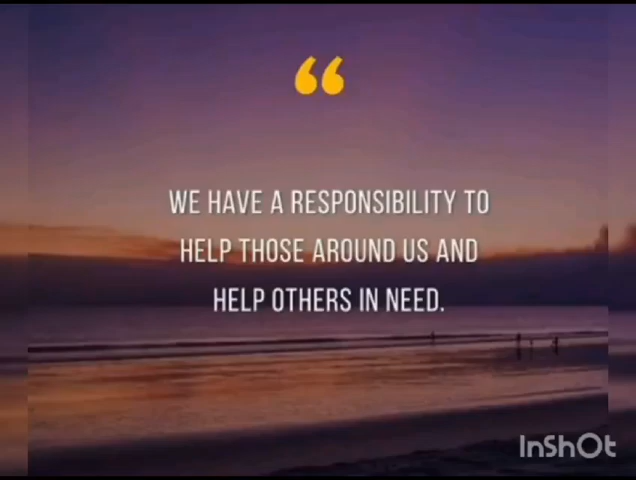 “
WE HAVE A RESPONSIBILITY TO
HELP THOSE AROUND US AND
HELP OTHERS IN NEED.
InShOt